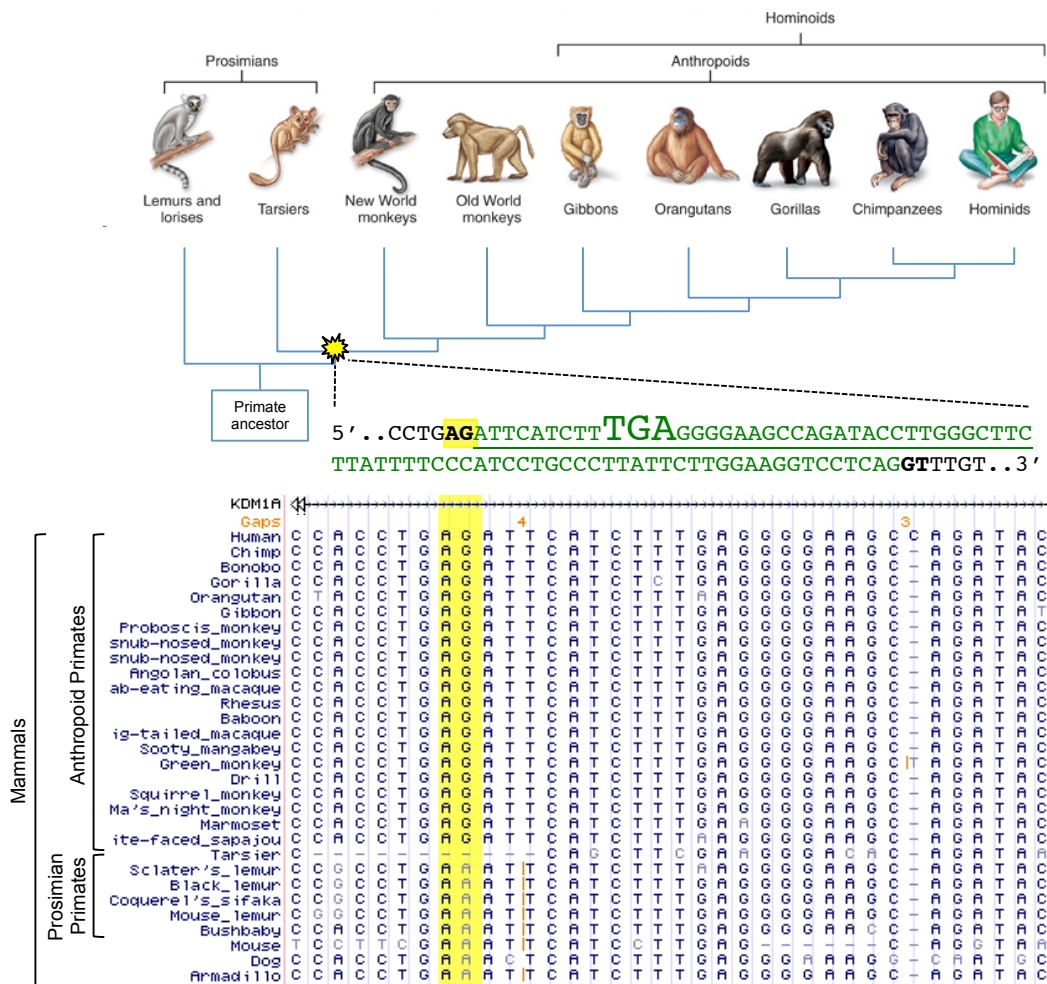 Hominoids
Prosimians
Anthropoids
Lemurs and lorises
Tarsiers
New World monkeys
Old World monkeys
Gibbons
Orangutans
Gorillas
Chimpanzees
Hominids
Primate
ancestor
5’..CCTGAGATTCATCTTTGAGGGGAAGCCAGATACCTTGGGCTTC
TTATTTTCCCATCCTGCCCTTATTCTTGGAAGGTCCTCAGGTTTGT..3’
KDM1A
Gaps 4 3
Human C C A C C T G A G A T T C A T C T T T G A G G G G A A G C C A G A T A C
Chimp C C A C C T G A G A T T C A T C T T T G A G G G G A A G C - A G A T A C
Bonobo C C A C C T G A G A T T C A T C T T T G A G G G G A A G C - A G A T A C
Gorilla C C A C C T G A G A T T C A T C T C T G A G G G G A A G C - A G A T A C
Orangutan C T A C C T G A G A T T C A T C T T T A A G G G G A A G C - A G A T A C
Gibbon C C A C C T G A G A T T C A T C T T T G A G G G G A A G C - A G A T A T
Proboscis_monkey C C A C C T G A G A T T C A T C T T T G A G G G G A A G C - A G A T A C
snub-nosed_monkey C C A C C T G A G A T T C A T C T T T G A G G G G A A G C - A G A T A C
snub-nosed_monkey C C A C C T G A G A T T C A T C T T T G A G G G G A A G C - A G A T A C
Angolan_colobus C C A C C T G A G A T T C A T C T T T G A G G G G A A G C - A G A T A C
ab-eating_macaque C C A C C T G A G A T T C A T C T T T G A G G G G A A G C - A G A T A C
Rhesus C C A C C T G A G A T T C A T C T T T G A G G G G A A G C - A G A T A C
Baboon C C A C C T G A G A T T C A T C T T T G A G G G G A A G C - A G A T A C
ig-tailed_macaque C C A C C T G A G A T T C A T C T T T G A G G G G A A G C - A G A T A C
Sooty_mangabey C C A C C T G A G A T T C A T C T T T G A G G G G A A G C - A G A T A C
Green_monkey C C A C C T G A G A T T C A T C T T T G A G G G G A A G C T A G A T A C
Drill C C A C C T G A G A T T C A T C T T T G A G G G G A A G C - A G A T A C
Squirrel_monkey C C A C C T G A G A T T C A T C T T T G A G G G G A A G C - A G A T A C
Ma's_night_monkey C C A C C T G A G A T T C A T C T T T G A G G G G A A G C - A G A T A C
Marmoset C C A C C T G A G A T T C A T C T T T G A A G G G A A G C - A G A T A C
ite-faced_sapajou C C A C C T G A G A T T C A T C T T T A A G G G G A A G C - A G A T A C
Tarsier C - - - - - - - - - - - C A G C T T C G A A G G G A C A C - A G A T A A
Sclater's_lemur C C G C C T G A A A T T C A T C T T T A A G G G G A A G C - A G A T A C
Black_lemur C C G C C T G A A A T T C A T C T T T G A G G G G A A G C - A G A T A C
Coquerel's_sifaka C C G C C T G A A A T T C A T C T T T G A G G G G A A G C - A G A T A C
Mouse_lemur C G G C C T G A A A T T C A T C T T T G A G G G G A A G C - A G A T A C
Bushbaby C C A C C T G A A A T T C A T C T T T G A G G G G A A C C - A G A T A C
Mouse T C C T T C G A A A T T C A T C C T T G A G - - - - - - C - A G G T A A
Dog C C A C C T G A A A C T C A T C T T T G A G G G A A A G G - C A A T G C
Armadillo C C A C C T G A A A T T C A T C T T T G A G G G G A A G C - A G A T A C
Mammals
Anthropoid Primates
Prosimian
Primates